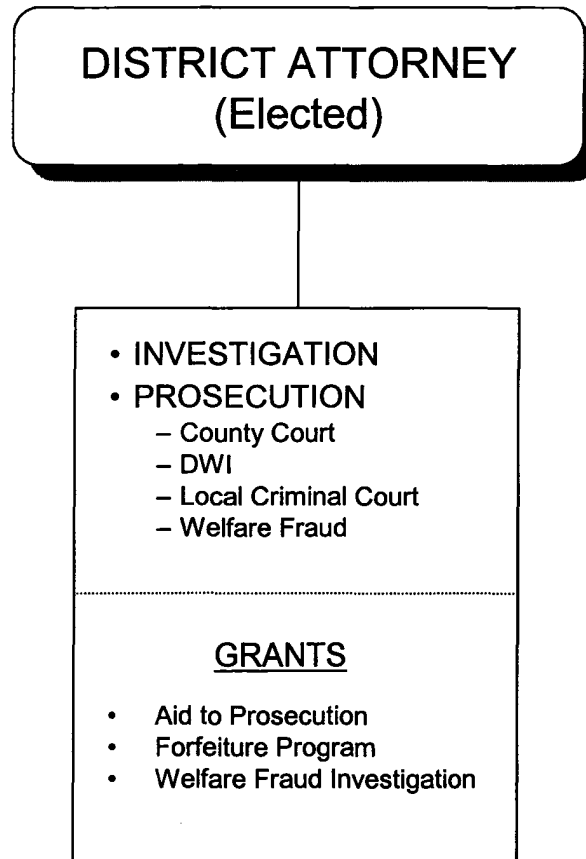 DISTRICT ATTORNEY
(Elected)
• INVESTIGATION
• PROSECUTION
– County Court
– DWI
– Local Criminal Court
– Welfare Fraud
GRANTS
• Aid to Prosecution
• Forfeiture Program
• Welfare Fraud Investigation